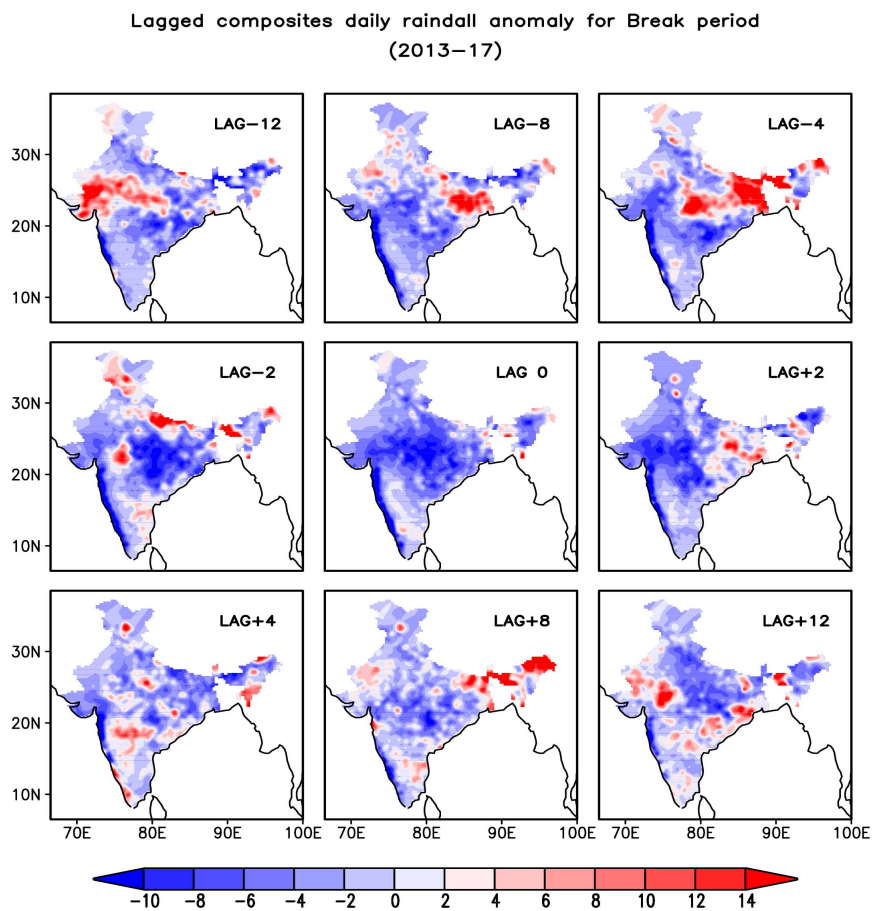 Lagged composites daily raindall anomaly for Break period
(2013−17)
LAG−12
LAG−8
LAG−4
30N
20N
10N
LAG−2
LAG 0
LAG+2
30N
20N
10N
LAG+4
LAG+8
LAG+12
30N
20N
10N
70E 80E 90E 100E 70E 80E 90E 100E 70E 80E 90E 100E
−10 −8 −6 −4 −2 0 2 4 6 8 10 12 14